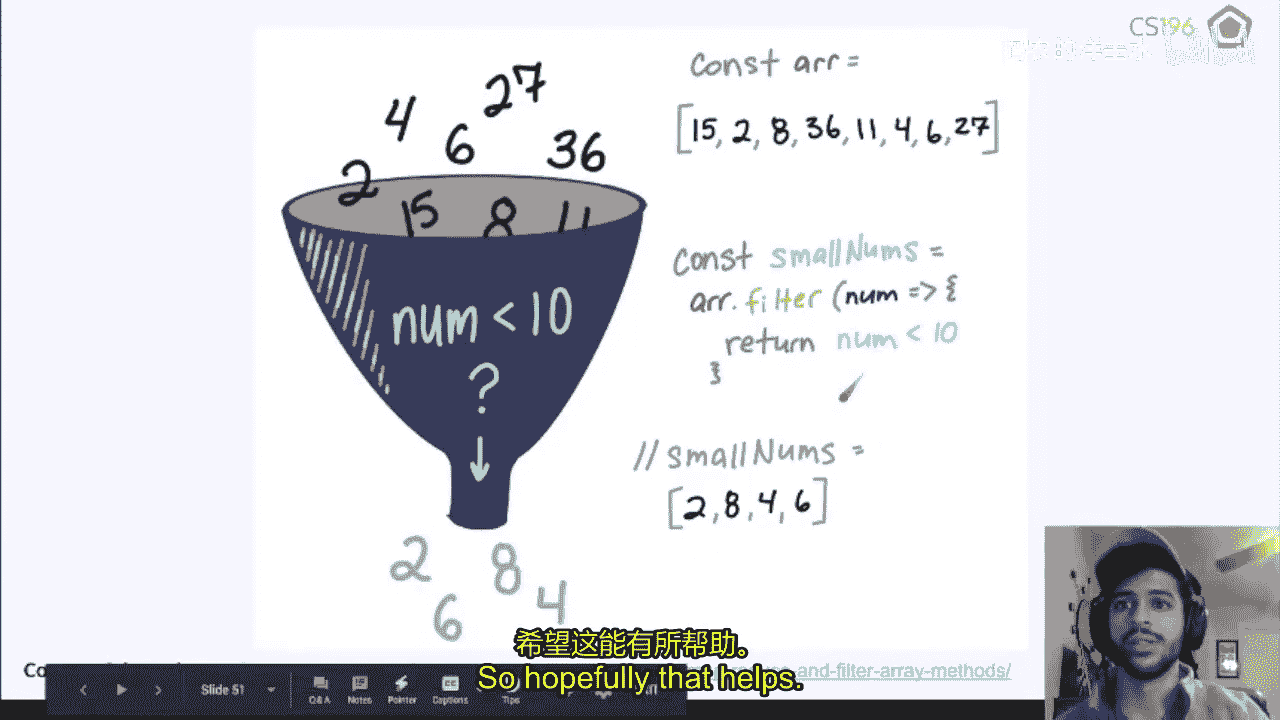 CS196
27
4
6
36
2
15 8 11
num < 10
?
2 8
6 4
const arr =
[15, 2, 8, 36, 11, 4, 6, 27]
const smallNums =
arr.filter (num => {
return num < 10
}
// smallNums =
[2, 8, 4, 6]
希望这能有所帮助。
So hopefully that helps.
and-filter-array-methods/
Notes Pointer Captions Tips